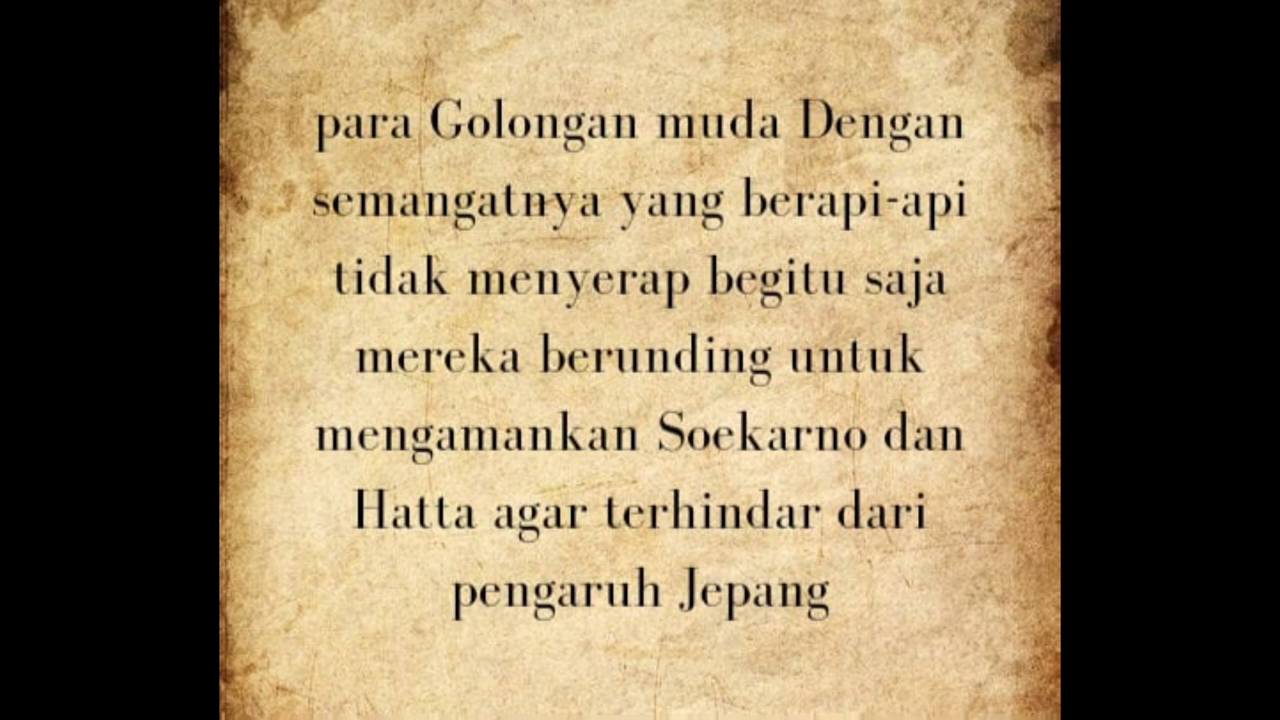 para Golongan muda Dengan
semangatnya yang berapi-api
tidak menyerap begitu saja
mereka berunding untuk
mengamankan Soekarno dan
Hatta agar terhindar dari
pengaruh Jepang